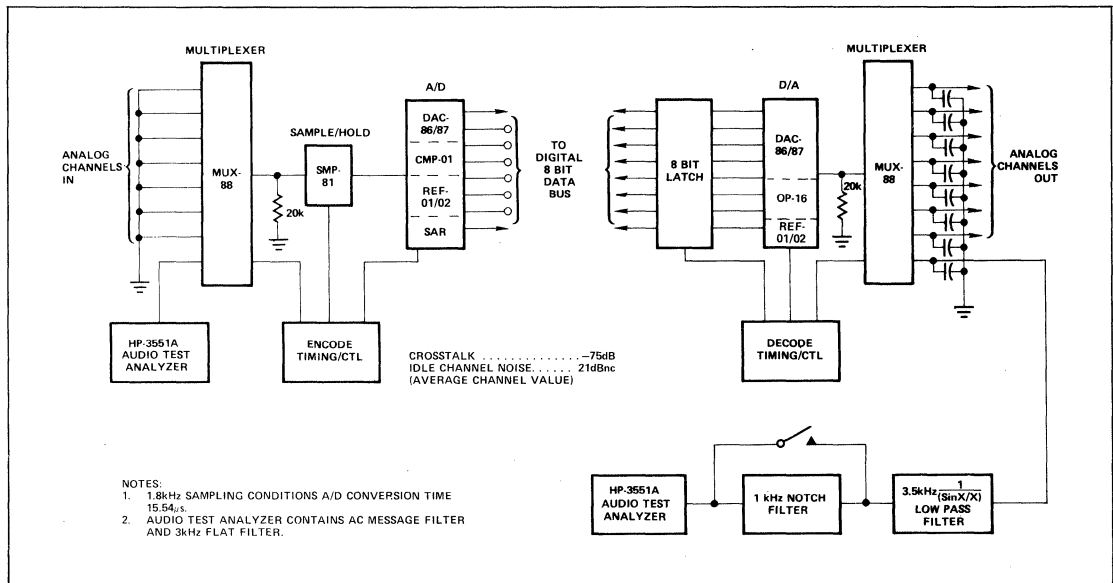 MULTIPLEXER
ANALOG
CHANNELS
IN
MUX-
88
20k
SAMPLE/HOLD
SMP-
81
A/D
DAC-
86/87
CMP-01
REF-
01/02
SAR
TO
DIGITAL
8 BIT
DATA
BUS
HP-3551A
AUDIO TEST
ANALYZER
ENCODE
TIMING/CTL
CROSSTALK . . . . . . . . . . . . . . –75dB
IDLE CHANNEL NOISE. . . . . . 21dBnc
(AVERAGE CHANNEL VALUE)
8 BIT
LATCH
D/A
DAC-
86/87
OP-16
REF-
01/02
20k
MULTIPLEXER
MUX-
88
ANALOG
CHANNELS
OUT
DECODE
TIMING/CTL
NOTES:
1. 1.8kHz SAMPLING CONDITIONS A/D CONVERSION TIME
15.54μs.
2. AUDIO TEST ANALYZER CONTAINS AC MESSAGE FILTER
AND 3kHz FLAT FILTER.
HP-3551A
AUDIO TEST
ANALYZER
1 kHz NOTCH
FILTER
3.5kHz 1/(SinX/X)
LOW PASS
FILTER